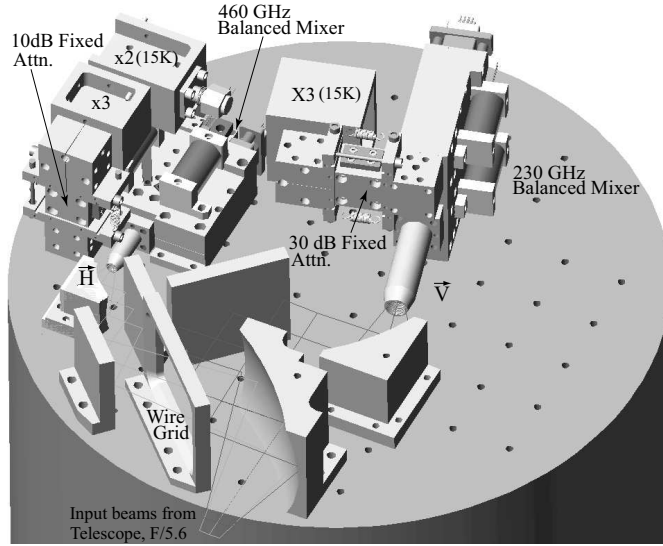 460 GHz
Balanced Mixer
10dB Fixed
Attn.
x2(15K)
x3
X3 (15K)
230 GHz
Balanced Mixer
30 dB Fixed
Attn.
H
V
Wire
Grid
Input beams from
Telescope, F/5.6